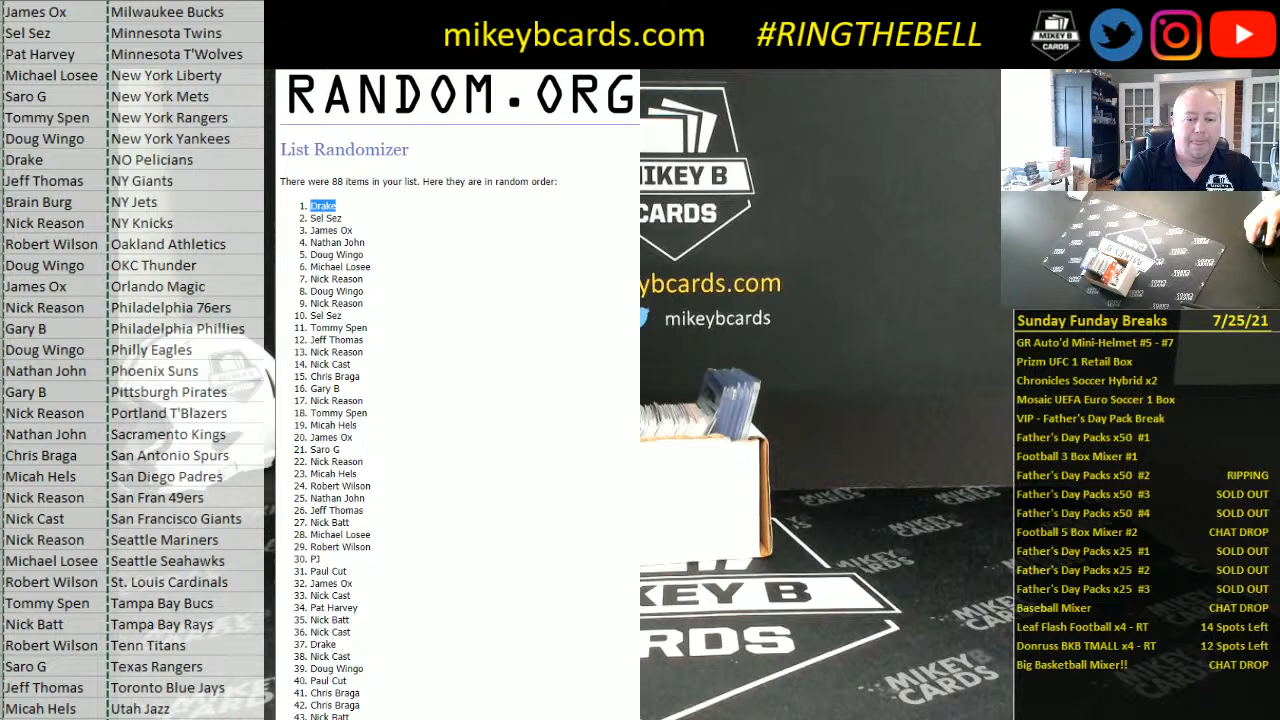 James Ox Milwaukee Bucks
Sel Sez Minnesota Twins
Pat Harvey Minnesota T'Wolves
Michael Losee New York Liberty
Saro G New York Mets
Tommy Spen New York Rangers
Doug Wingo New York Yankees
Drake NO Pelicians
Jeff Thomas NY Giants
Brain Burg NY Jets
Nick Reason NY Knicks
Robert Wilson Oakland Athletics
Doug Wingo OKC Thunder
James Ox Orlando Magic
Nick Reason Philadelphia 76ers
Gary B Philadelphia Phillies
Doug Wingo Philly Eagles
Nathan John Phoenix Suns
Gary B Pittsburgh Pirates
Nick Reason Portland T'Blazers
Nathan John Sacramento Kings
Chris Braga San Antonio Spurs
Micah Hels San Diego Padres
Nick Reason San Fran 49ers
Nick Cast San Francisco Giants
Nick Reason Seattle Mariners
Michael Losee Seattle Seahawks
Robert Wilson St. Louis Cardinals
Tommy Spen Tampa Bay Bucs
Nick Batt Tampa Bay Rays
Robert Wilson Tenn Titans
Saro G Texas Rangers
Jeff Thomas Toronto Blue Jays
Micah Hels Utah Jazz
mikeybcards.com #RINGTHEBELL
MIKEY B
CARDS
RANDOM.ORG
List Randomizer
There were 88 items in your list. Here they are in random order:
1. Drake
2. Sel Sez
3. James Ox
4. Nathan John
5. Doug Wingo
6. Michael Losee
7. Nick Reason
8. Doug Wingo
9. Nick Reason
10. Sel Sez
11. Tommy Spen
12. Jeff Thomas
13. Nick Reason
14. Nick Cast
15. Chris Braga
16. Gary B
17. Nick Reason
18. Tommy Spen
19. Micah Hels
20. James Ox
21. Saro G
22. Nick Reason
23. Micah Hels
24. Robert Wilson
25. Nathan John
26. Jeff Thomas
27. Nick Batt
28. Michael Losee
29. Robert Wilson
30. PJ
31. Paul Cut
32. James Ox
33. Nick Cast
34. Pat Harvey
35. Nick Batt
36. Nick Cast
37. Drake
38. Nick Cast
39. Doug Wingo
40. Paul Cut
41. Chris Braga
42. Chris Braga
43. Nick Batt
IKEY B
CARDS
ybcards.com
mikeybcards
MIKEY B
CARDS
KEY B
RDS
MIKEY
CARDS
Sunday Funday Breaks 7/25/21
GR Auto'd Mini-Helmet #5 - #7
Prizm UFC 1 Retail Box
Chronicles Soccer Hybrid x2
Mosaic UEFA Euro Soccer 1 Box
VIP - Father's Day Pack Break
Father's Day Packs x50 #1
Football 3 Box Mixer #1
Father's Day Packs x50 #2 RIPPING
Father's Day Packs x50 #3 SOLD OUT
Father's Day Packs x50 #4 SOLD OUT
Football 5 Box Mixer #2 CHAT DROP
Father's Day Packs x25 #1 SOLD OUT
Father's Day Packs x25 #2 SOLD OUT
Father's Day Packs x25 #3 SOLD OUT
Baseball Mixer CHAT DROP
Leaf Flash Football x4 - RT 14 Spots Left
Donruss BKB TMALL x4 - RT 12 Spots Left
Big Basketball Mixer!! CHAT DROP